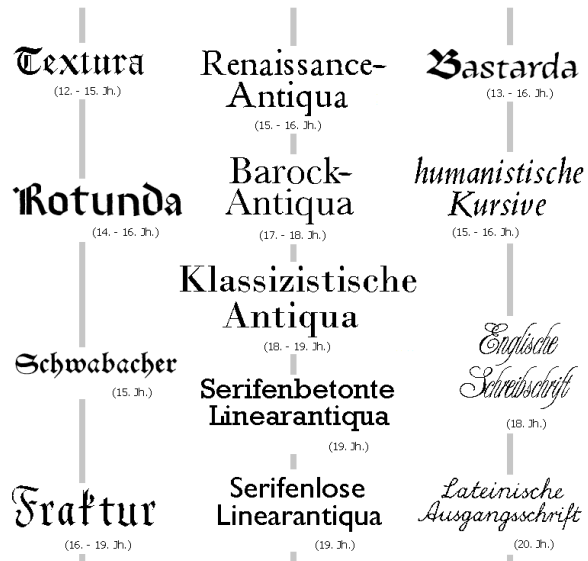 Textura
(12. - 15. Jh.)
Rotunda
(14. - 16. Jh.)
Schwabacher
(15. Jh.)
Fraktur
(16. - 19. Jh.)
Renaissance-
Antiqua
(15. - 16. Jh.)
Barock-
Antiqua
(17. - 18. Jh.)
Klassizistische
Antiqua
(18. - 19. Jh.)
Serifenbetonte
Linearantiqua
(19. Jh.)
Serifenlose
Linearantiqua
(19. Jh.)
Bastarda
(13. - 16. Jh.)
humanistische
Kursive
(15. - 16. Jh.)
Englische
Schreibschrift
(18. Jh.)
Lateinische
Ausgangsschrift
(20. Jh.)